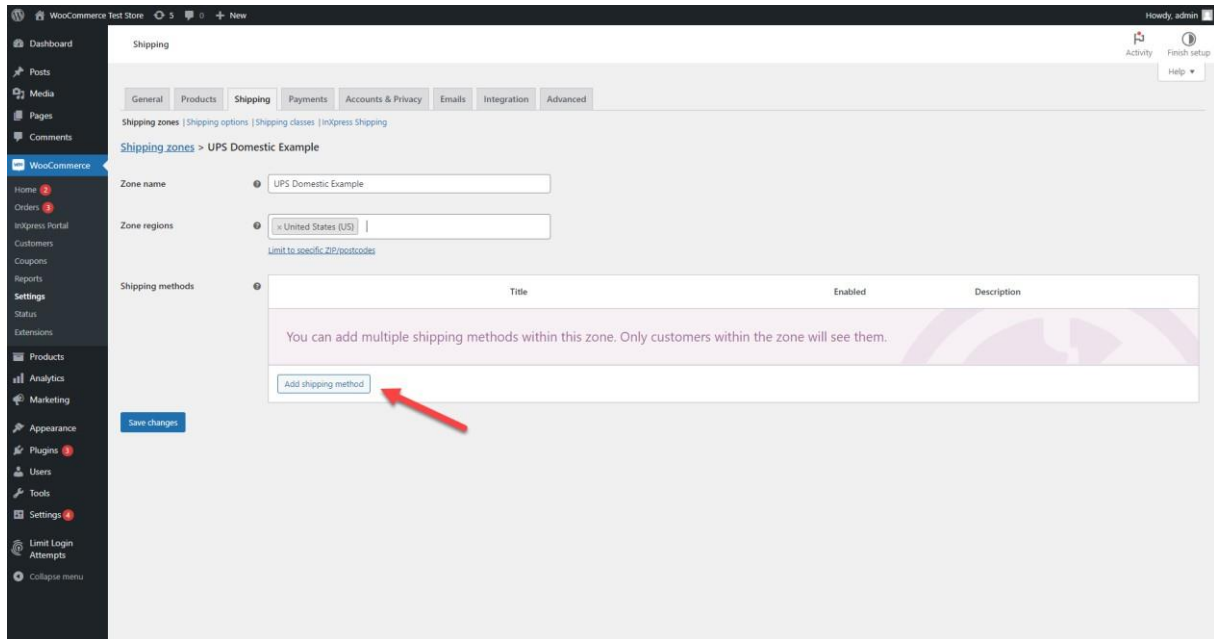 WooCommerce Test Store 5 0 + New
Howdy, admin
Dashboard
Posts
Media
Pages
Comments
WooCommerce
Home 2
Orders 3
InXpress Portal
Customers
Coupons
Reports
Settings
Status
Extensions
Products
Analytics
Marketing
Appearance
Plugins 3
Users
Tools
Settings 4
Limit Login
Attempts
Collapse menu
Shipping
Activity
Finish setup
Help ▼
General Products Shipping Payments Accounts & Privacy Emails Integration Advanced
Shipping zones | Shipping options | Shipping classes | InXpress Shipping
Shipping zones > UPS Domestic Example
Zone name
UPS Domestic Example
Zone regions
× United States (US)
Limit to specific ZIP/postcodes
Shipping methods
Title Enabled Description
You can add multiple shipping methods within this zone. Only customers within the zone will see them.
Add shipping method
Save changes